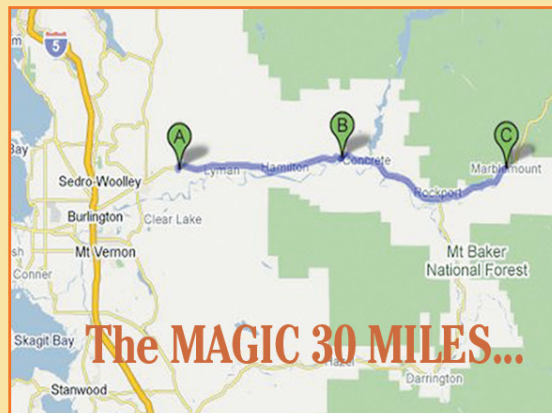 5
A
B
C
Bay
Lyman
Hamilton
Concrete
Marblemount
Sedro-Woolley
Rockport
Burlington
Clear Lake
Mt Vernon
Mt Baker
National Forest
Conner
Skagit Bay
The MAGIC 30 MILES...
Darrington
Stanwood